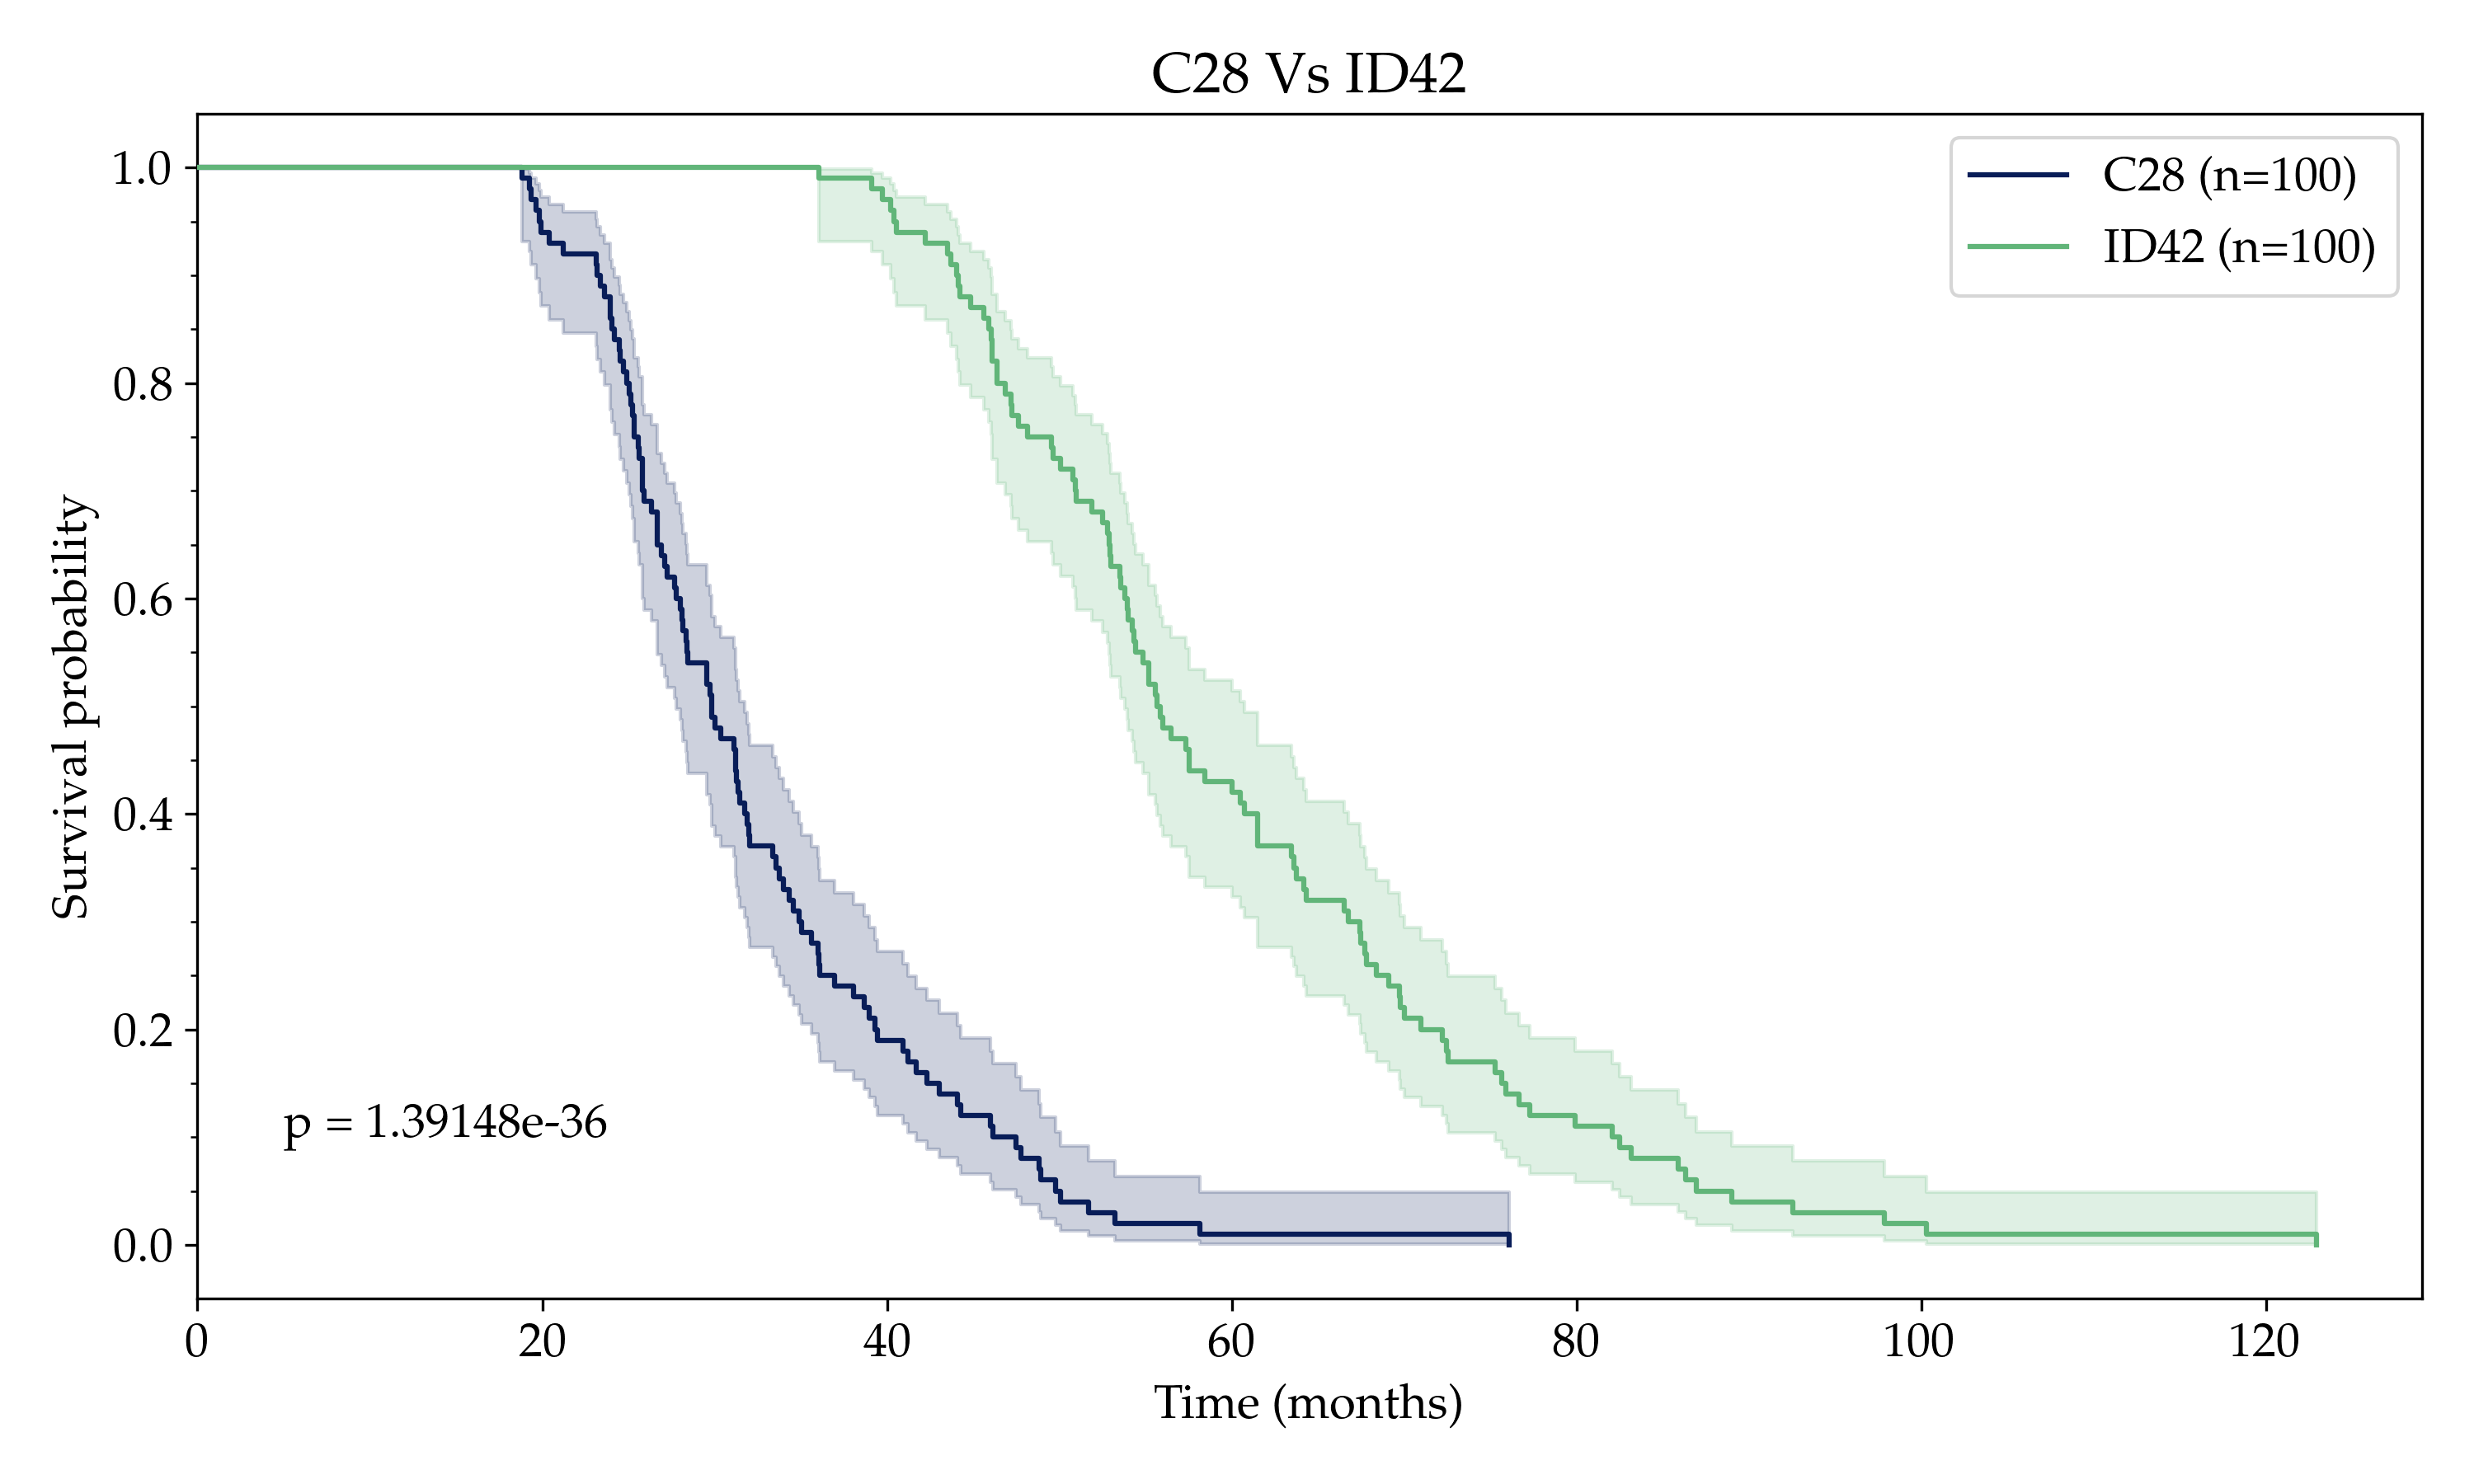 C28 Vs ID42
C28 (n=100)
ID42 (n=100)
Survival probability
1.0
0.8
0.6
0.4
0.2
0.0
p = 1.39148e-36
0 20 40 60 80 100 120
Time (months)